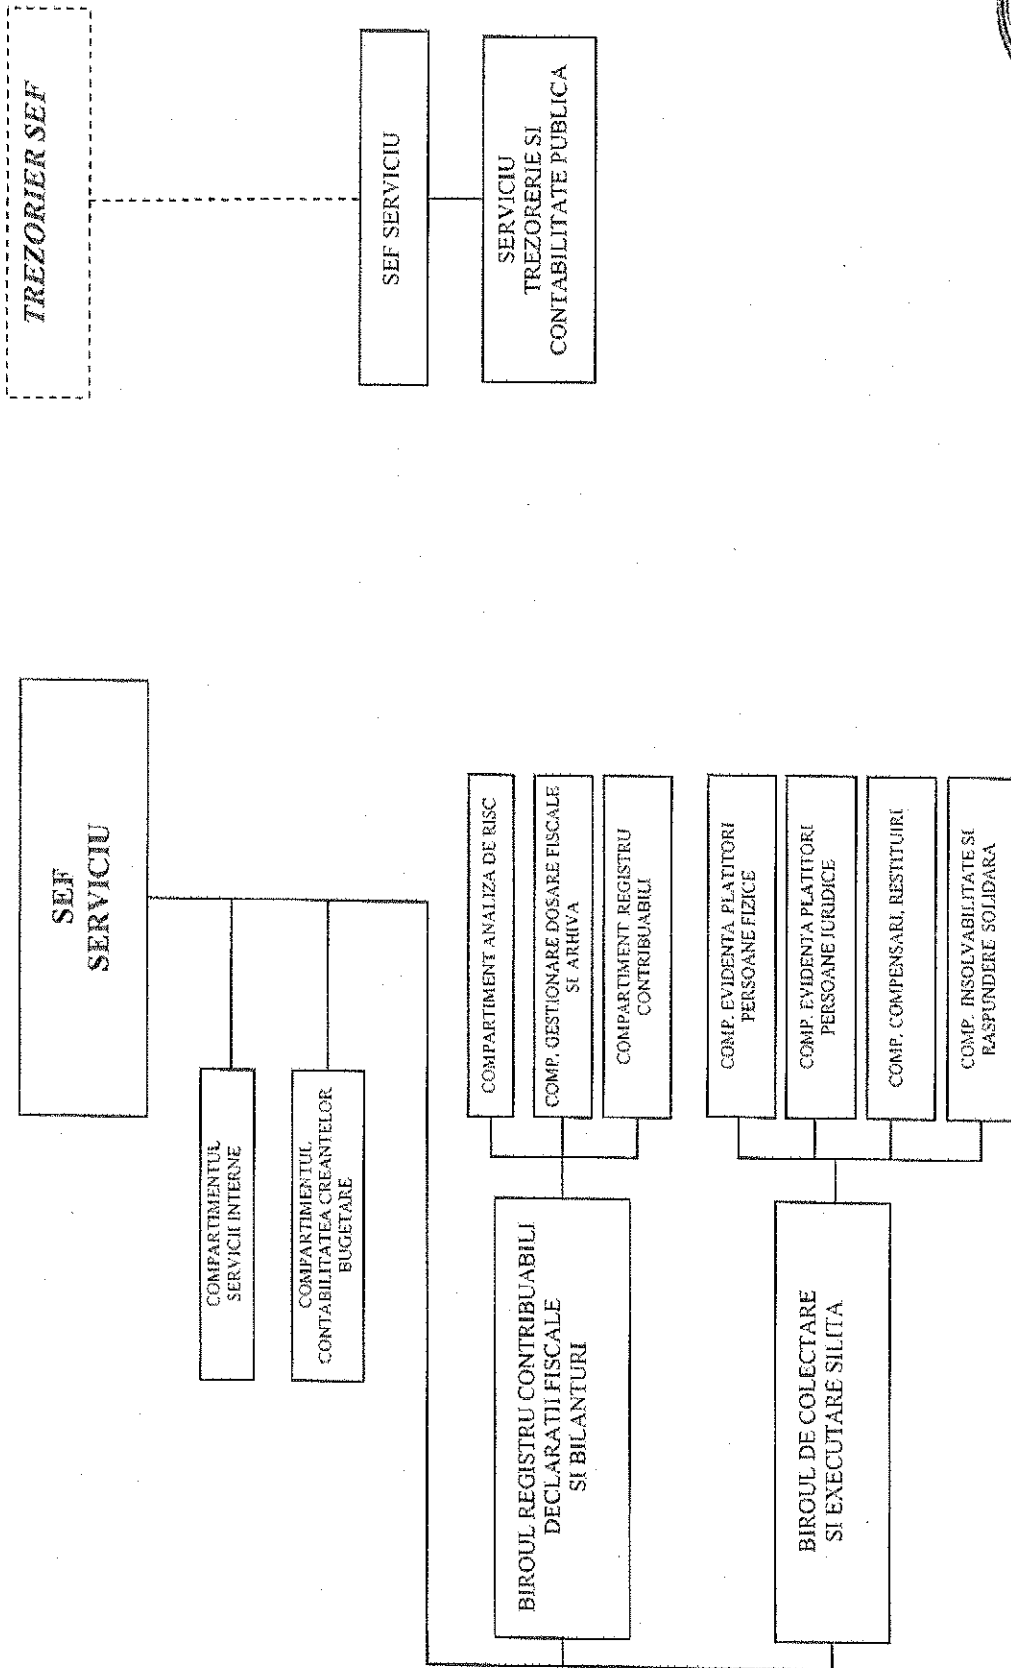 SEF
SERVICIU
COMPARTIMENTUL
SERVICII INTERNE
COMPARTIMENTUL
CONTABILITATEA CREANTELOR
BUGETARE
BIROUL REGISTRU CONTRIBUABILI
DECLARATII FISCALE
SI BILANTURI
COMPARTIMENT ANALIZA DE RISC
COMP. GESTIONARE DOSARE FISCALE
SI ARHIVA
COMPARTIMENT REGISTRU
CONTRIBUABILI
BIROUL DE COLECTARE
SI EXECUTARE SILITA
COMP. EVIDENTA PLATITORI
PERSOANE FIZICE
COMP. EVIDENTA PLATITORI
PERSOANE JURIDICE
COMP. COMPENSARI, RESTITUIRI
COMP. INSOLVABILITATE SI
RASPUNDERE SOLIDARA
TREZORIER SEF
SEF SERVICIU
SERVICIU
TREZORERIE SI
CONTABILITATE PUBLICA